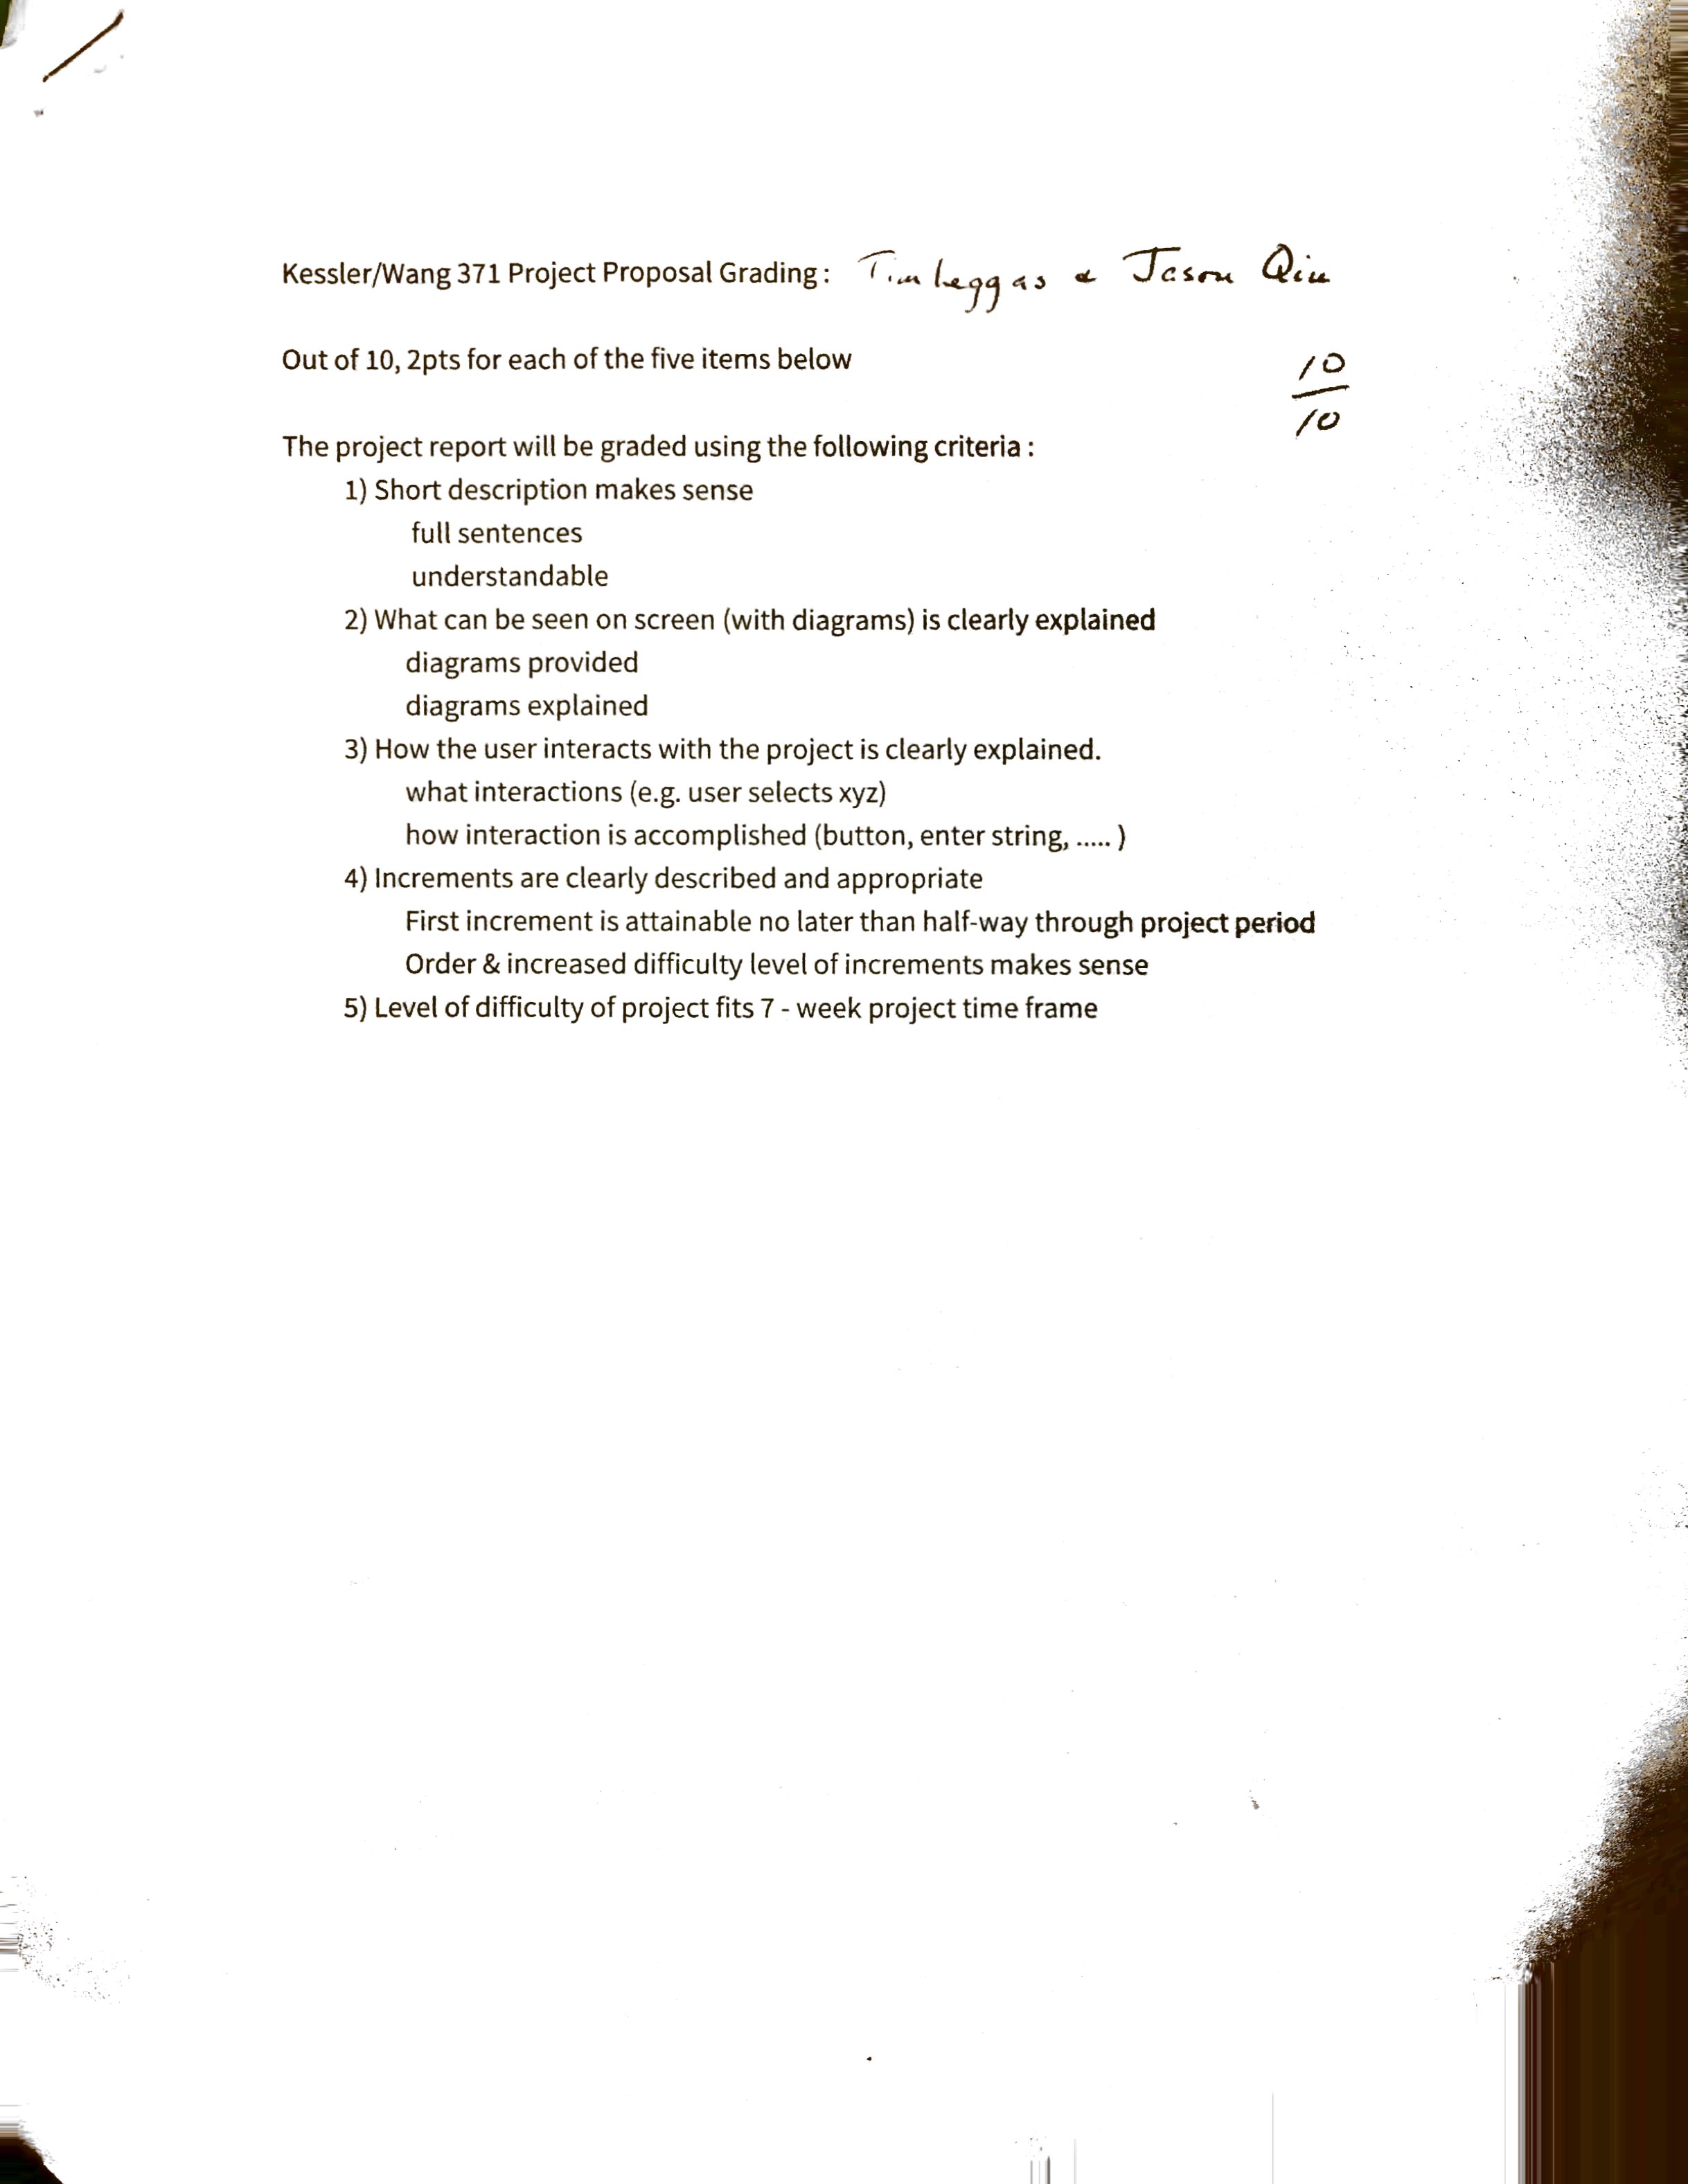 Kessler/Wang 371 Project Proposal Grading : Tim Leggas & Jason Qiu
Out of 10, 2pts for each of the five items below
10
10
The project report will be graded using the following criteria :
1) Short description makes sense
full sentences
understandable
2) What can be seen on screen (with diagrams) is clearly explained
diagrams provided
diagrams explained
3) How the user interacts with the project is clearly explained.
what interactions (e.g. user selects xyz)
how interaction is accomplished (button, enter string, ..... )
4) Increments are clearly described and appropriate
First increment is attainable no later than half-way through project period
Order & increased difficulty level of increments makes sense
5) Level of difficulty of project fits 7 - week project time frame